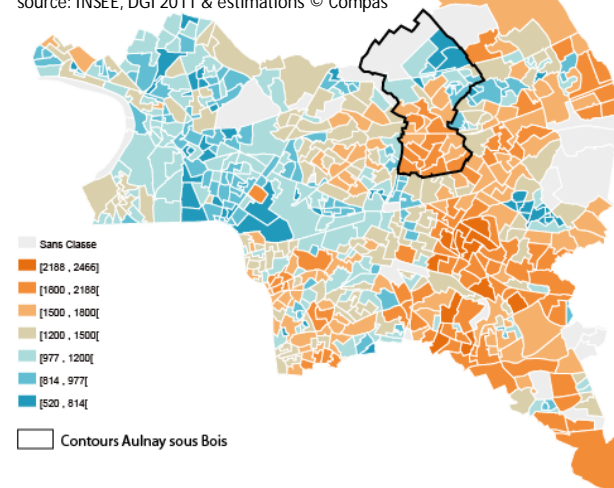 source: INSEE, DGI 2011 & estimations © Compas
Sans Classe
[2188 , 2466]
[1800 , 2188[
[1500 , 1800[
[1200 , 1500[
[977 , 1200[
[814 , 977[
[520 , 814[
Contours Aulnay sous Bois